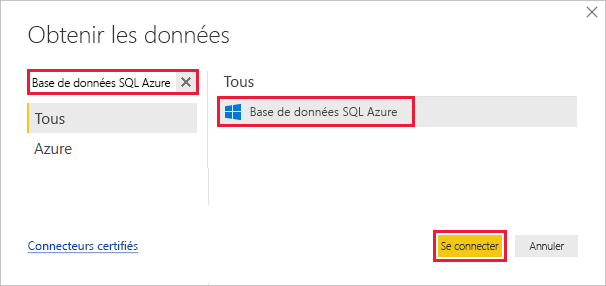 Obtenir les données
Base de données SQL Azure
Tous
Azure
Tous
Base de données SQL Azure
Connecteurs certifiés
Se connecter
Annuler